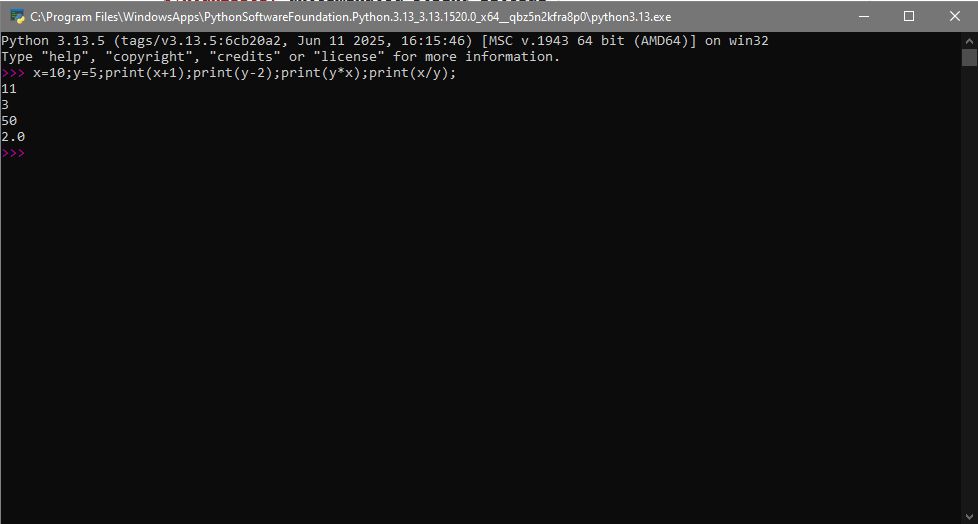 C:\Program Files\WindowsApps\PythonSoftwareFoundation.Python.3.13_3.13.1520.0_x64__qbz5n2kfra8p0\python3.13.exe
Python 3.13.5 (tags/v3.13.5:6cb20a2, Jun 11 2025, 16:15:46) [MSC v.1943 64 bit (AMD64)] on win32
Type "help", "copyright", "credits" or "license" for more information.
>>> x=10;y=5;print(x+1);print(y-2);print(y*x);print(x/y);
11
3
50
2.0
>>>